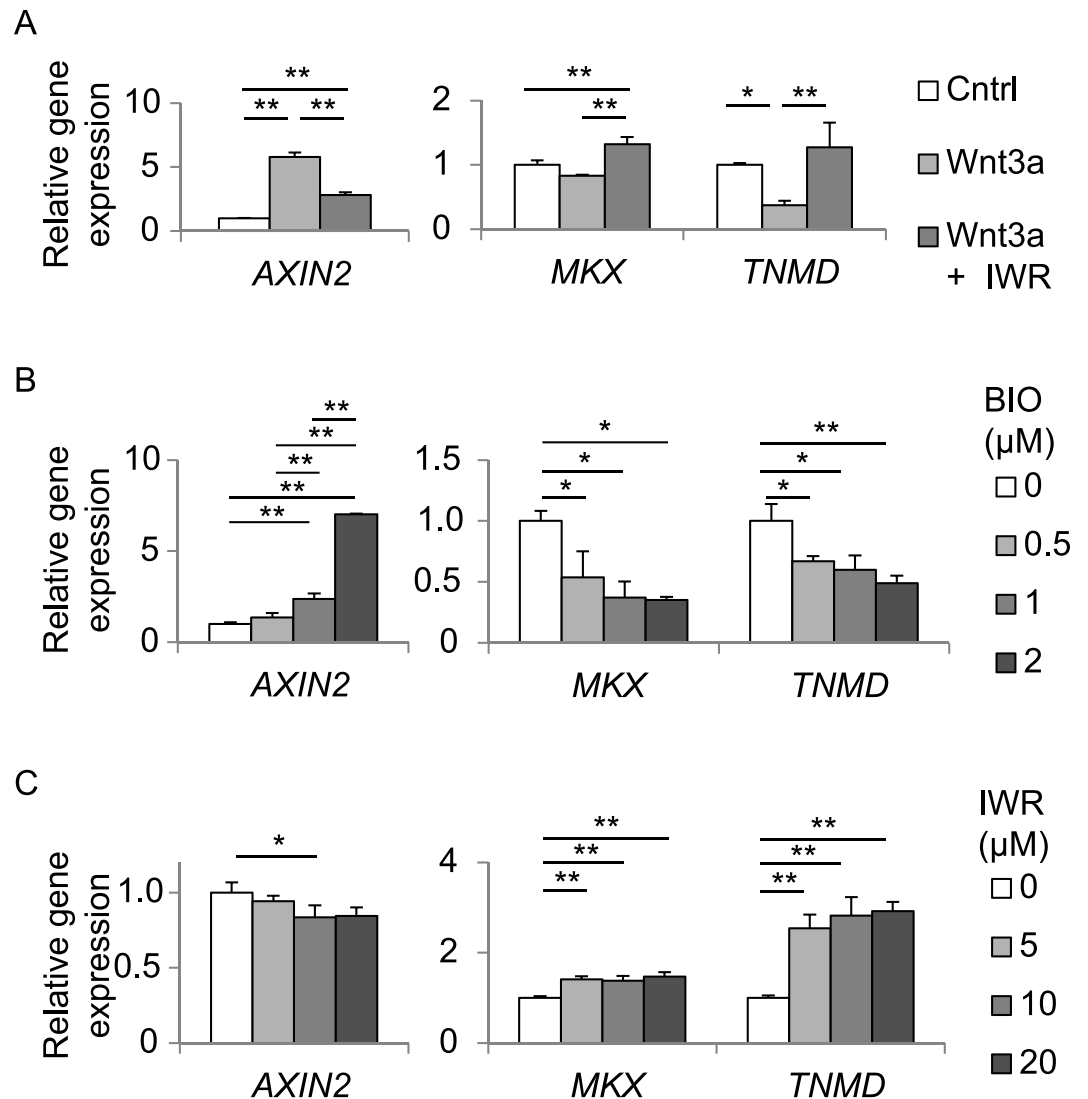 A
Relative gene
expression
10
5
0
**
**
**
AXIN2
2
1
0
**
**
*
**
MKX
TNMD
Cntrl
Wnt3a
Wnt3a
+ IWR
B
Relative gene
expression
10
5
0
**
**
**
**
**
AXIN2
1.5
1.0
0.5
0
*
*
*
**
*
*
MKX
TNMD
BIO
(µM)
0
0.5
1
2
C
Relative gene
expression
1.0
0.5
0
*
AXIN2
4
2
0
**
**
**
**
**
**
MKX
TNMD
IWR
(µM)
0
5
10
20